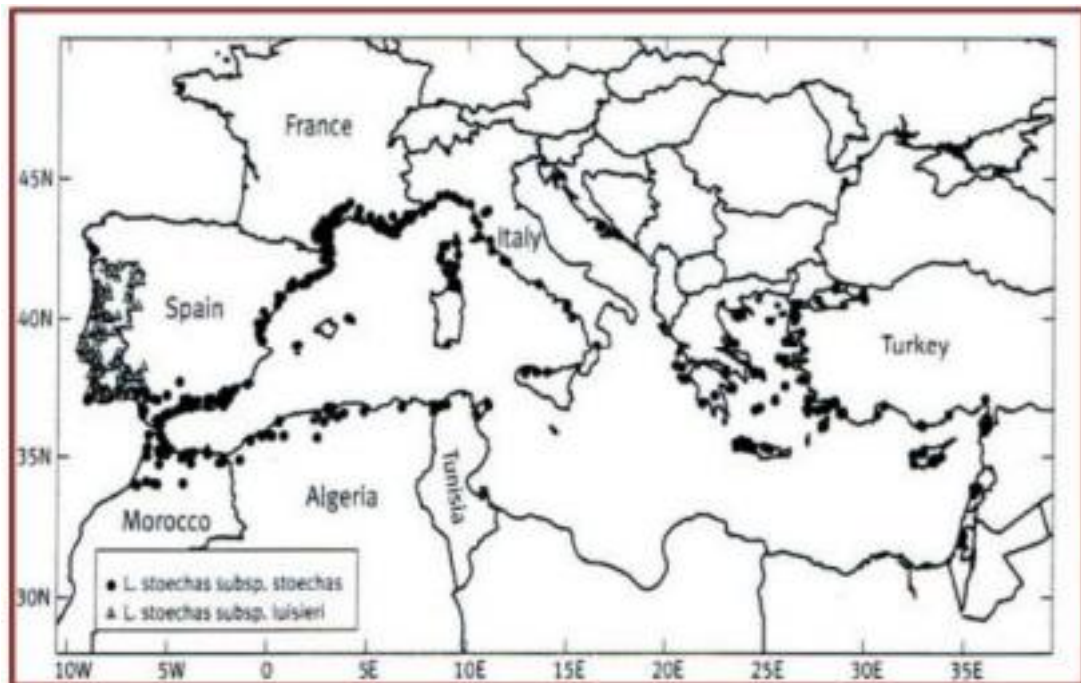 France
45N
Italy
Spain
40N
Turkey
35N
Tunisia
Algeria
Morocco
L. stoechas subsp. stoechas
L. stoechas subsp. luisieri
30N
10W 5W 0 5E 10E 15E 20E 25E 30E 35E